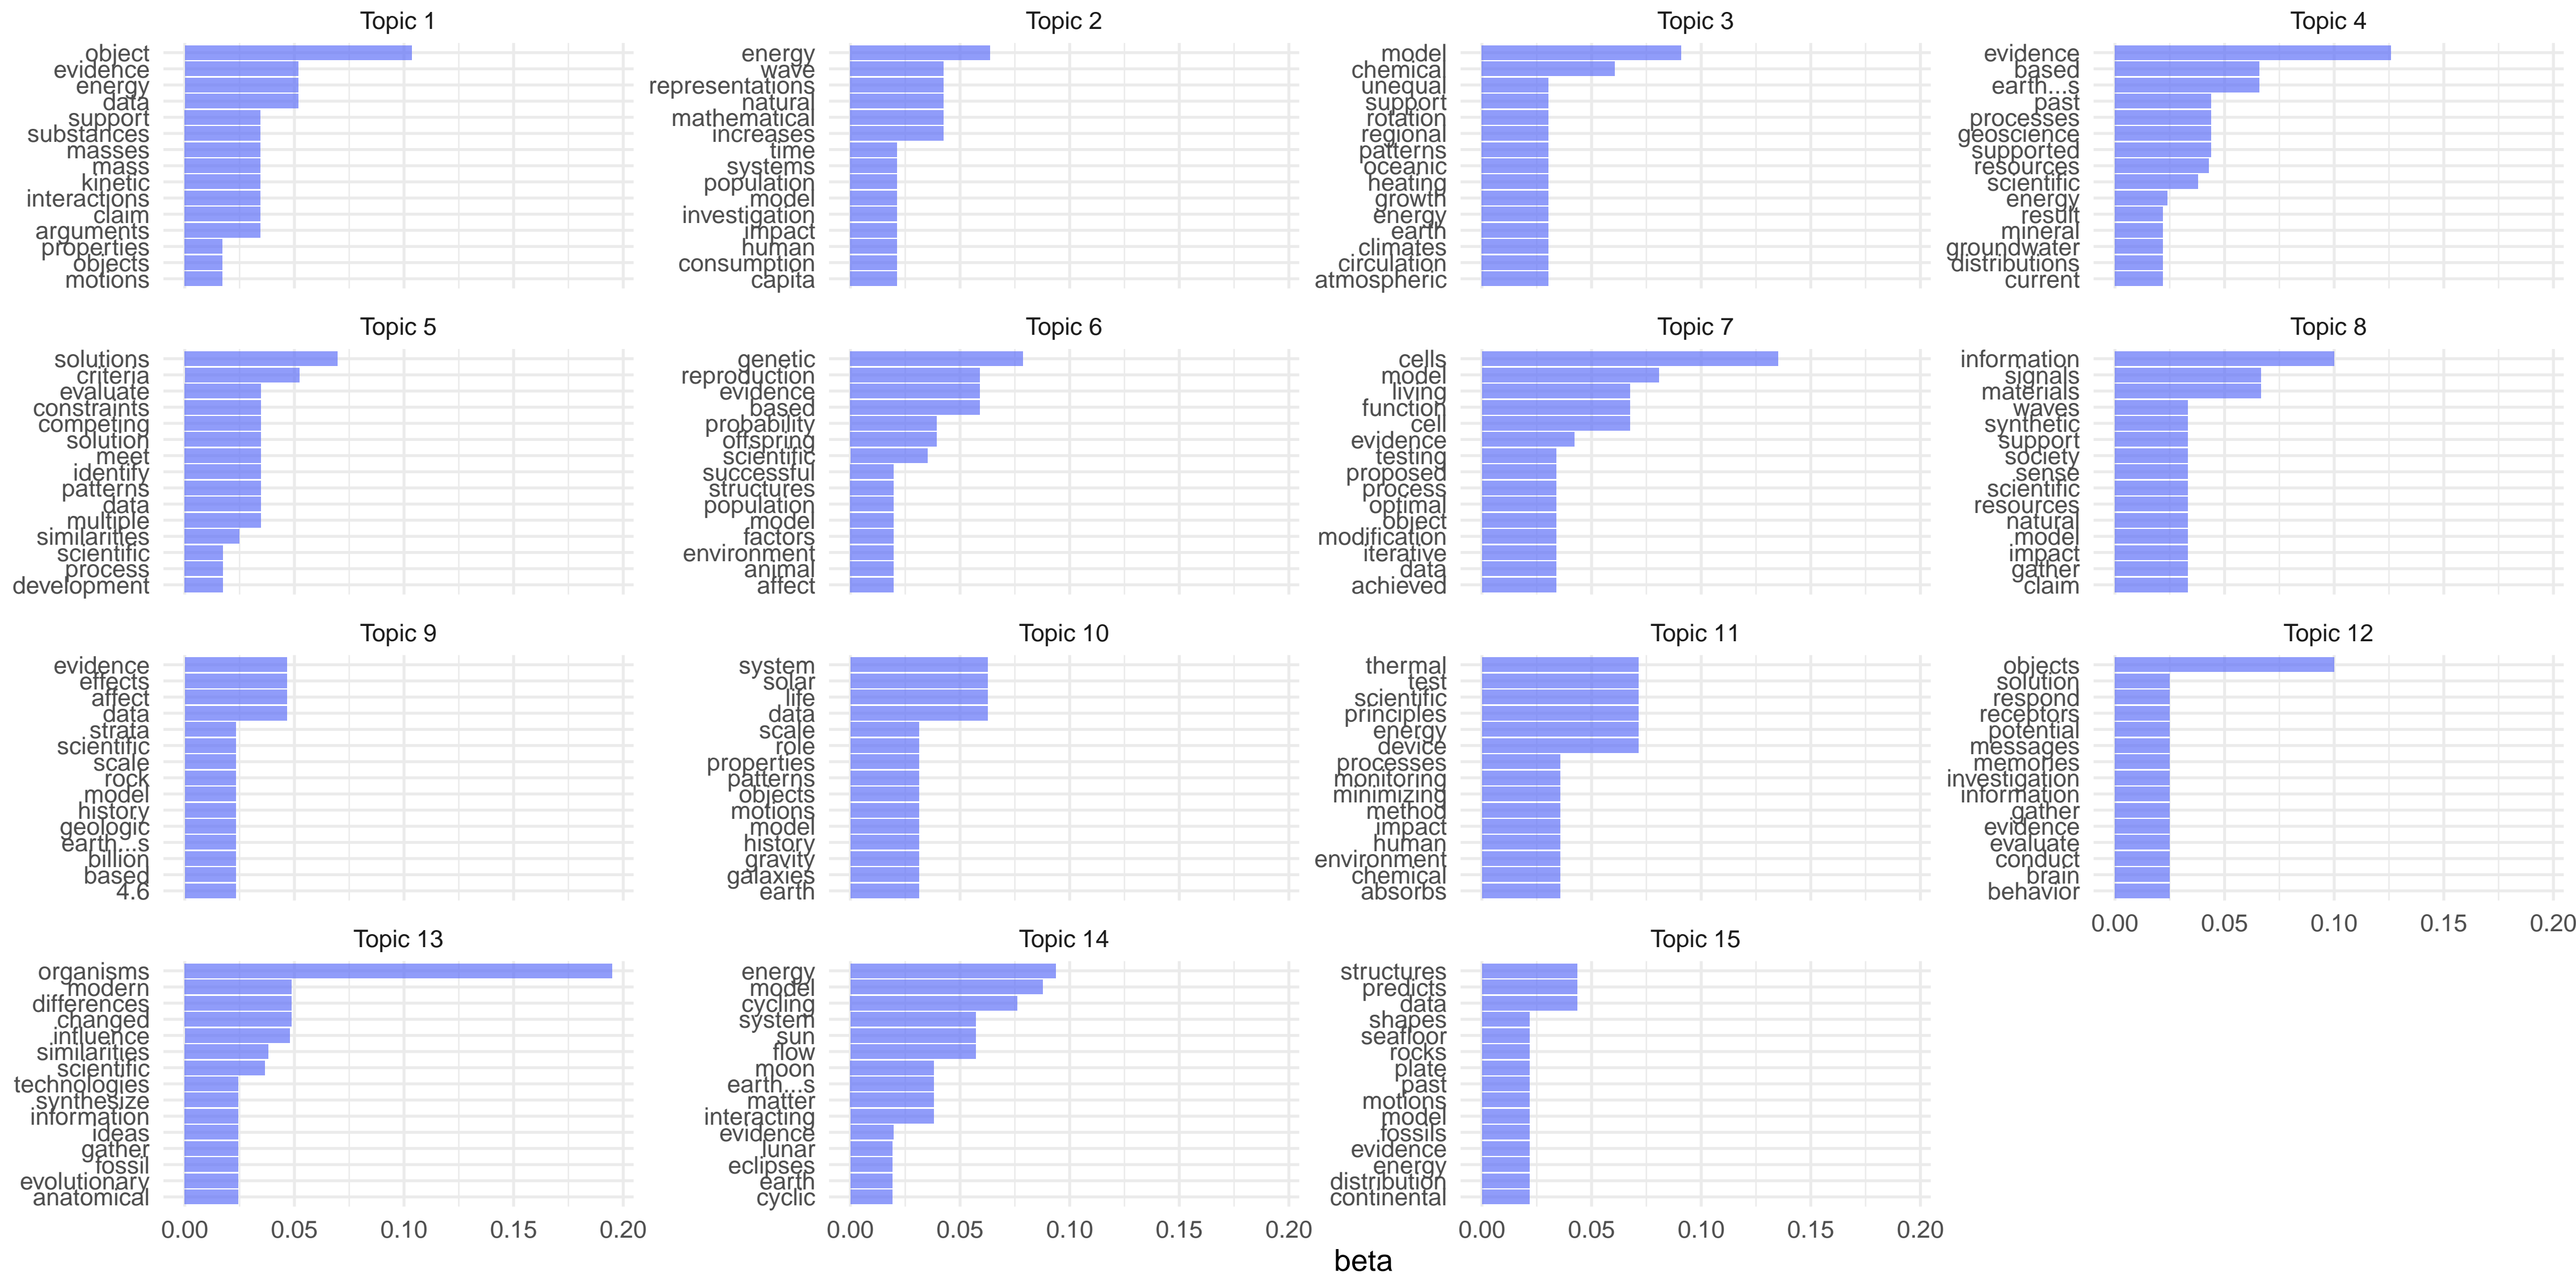 Topic 1
object
evidence
energy
data
support
substances
masses
mass
kinetic
interactions
claim
arguments
properties
objects
motions
Topic 2
energy
wave
representations
natural
mathematical
increases
time
systems
population
model
investigation
impact
human
consumption
capita
Topic 3
model
chemical
unequal
support
rotation
regional
patterns
oceanic
heating
growth
energy
earth
climates
circulation
atmospheric
Topic 4
evidence
based
earth...s
past
processes
geoscience
supported
resources
scientific
energy
result
mineral
groundwater
distributions
current
Topic 5
solutions
criteria
evaluate
constraints
competing
solution
meet
identify
patterns
data
multiple
similarities
scientific
process
development
Topic 6
genetic
reproduction
evidence
based
probability
offspring
scientific
successful
structures
population
model
factors
environment
animal
affect
Topic 7
cells
model
living
function
cell
evidence
testing
proposed
process
optimal
object
modification
iterative
data
achieved
Topic 8
information
signals
materials
waves
synthetic
support
society
sense
scientific
resources
natural
model
impact
gather
claim
Topic 9
evidence
effects
affect
data
strata
scientific
scale
rock
model
history
geologic
earth...s
billion
based
4.6
Topic 10
system
solar
life
data
scale
role
properties
patterns
objects
motions
model
history
gravity
galaxies
earth
Topic 11
thermal
test
scientific
principles
energy
device
processes
monitoring
minimizing
method
impact
human
environment
chemical
absorbs
Topic 12
objects
solution
respond
receptors
potential
messages
memories
investigation
information
gather
evidence
evaluate
conduct
brain
behavior
0.00 0.05 0.10 0.15 0.20
Topic 13
organisms
modern
differences
changed
influence
similarities
scientific
technologies
synthesize
information
ideas
gather
fossil
evolutionary
anatomical
0.00 0.05 0.10 0.15 0.20
Topic 14
energy
model
cycling
system
sun
flow
moon
earth...s
matter
interacting
evidence
lunar
eclipses
earth
cyclic
0.00 0.05 0.10 0.15 0.20
Topic 15
structures
predicts
data
shapes
seafloor
rocks
plate
past
motions
model
fossils
evidence
energy
distribution
continental
0.00 0.05 0.10 0.15 0.20
beta